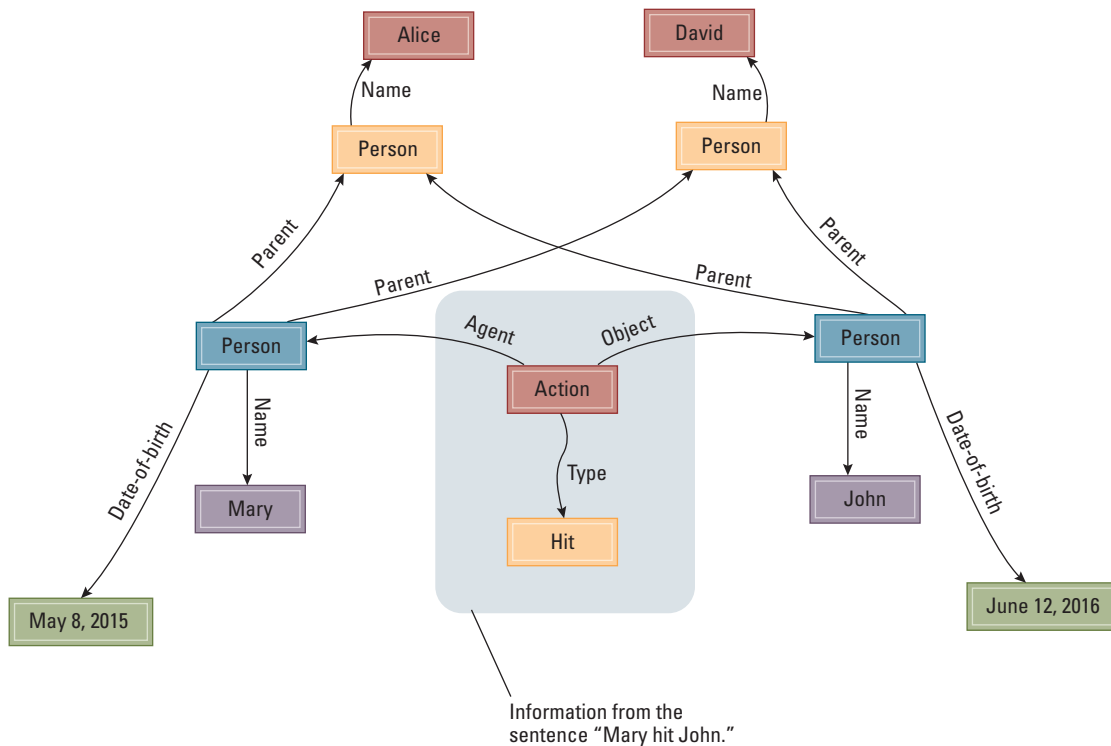 Alice
David
Name
Name
Person
Person
Parent
Parent
Parent
Parent
Person
Agent
Object
Person
Action
Date-of-birth
Name
Type
Name
Date-of-birth
Mary
John
Hit
May 8, 2015
June 12, 2016
Information from the
sentence “Mary hit John.”